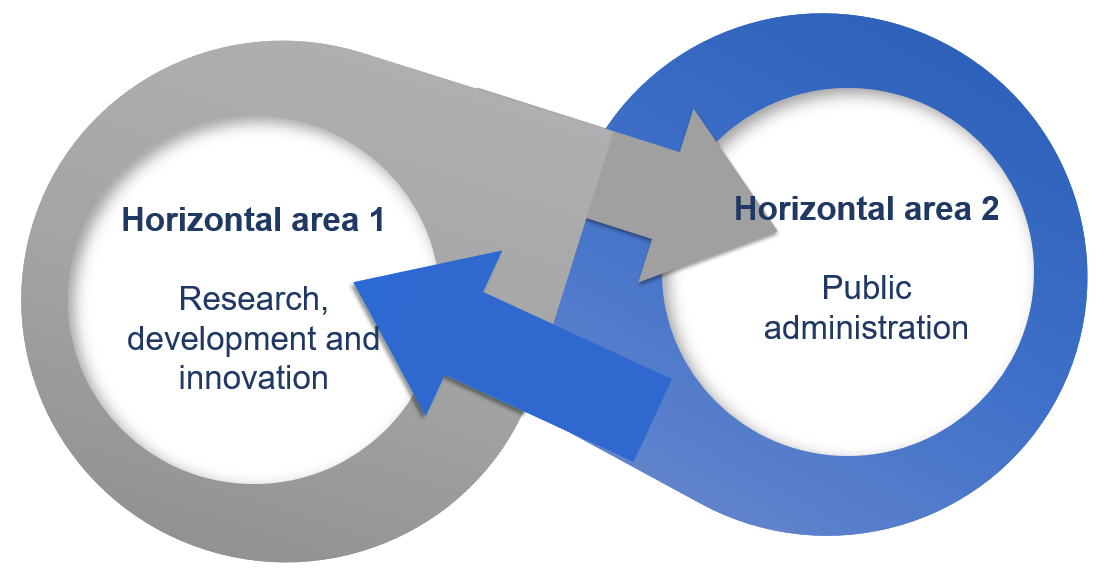 Horizontal area 1
Research,
development and
innovation
Horizontal area 2
Public
administration